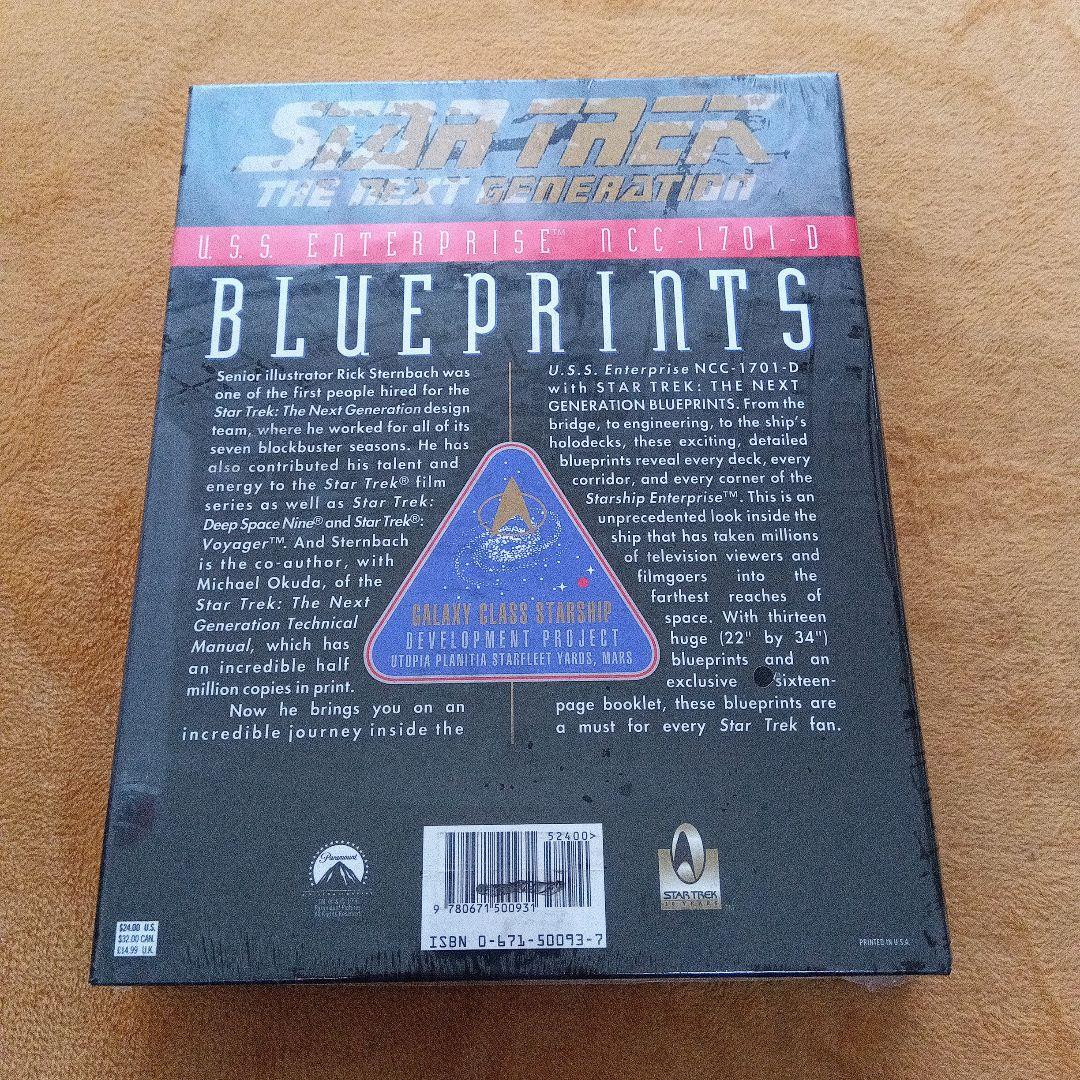 STAR TREK
THE NEXT GENERATION
U.S.S. ENTERPRISE™ NCC-1701-D
BLUEPRINTS
Senior illustrator Rick Sternbach was
one of the first people hired for the
Star Trek: The Next Generation design
team, where he worked for all of its
seven blockbuster seasons. He has
also contributed his talent and
energy to the Star Trek® film
series as well as Star Trek:
Deep Space Nine® and Star Trek®:
Voyager™. And Sternbach
is the co-author, with
Michael Okuda, of the
Star Trek: The Next
Generation Technical
Manual, which has
an incredible half
million copies in print.
Now he brings you on an
incredible journey inside the
U.S.S. Enterprise NCC-1701-D
with STAR TREK: THE NEXT
GENERATION BLUEPRINTS. From the
bridge, to engineering, to the ship's
holodecks, these exciting, detailed
blueprints reveal every deck, every
corridor, and every corner of the
Starship Enterprise™. This is an
unprecedented look inside the
ship that has taken millions
of television viewers and
filmgoers into the
farthest reaches of
space. With thirteen
huge (22" by 34")
blueprints and an
exclusive sixteen-
page booklet, these blueprints are
a must for every Star Trek fan.
GALAXY CLASS STARSHIP
DEVELOPMENT PROJECT
UTOPIA PLANITIA STARFLEET YARDS, MARS
Paramount
52400>
9 780671 500931
ISBN 0-671-50093-7
STAR TREK
30 YEARS
$24.00 U.S.
$32.00 CAN.
£14.99 U.K.
PRINTED IN U.S.A.